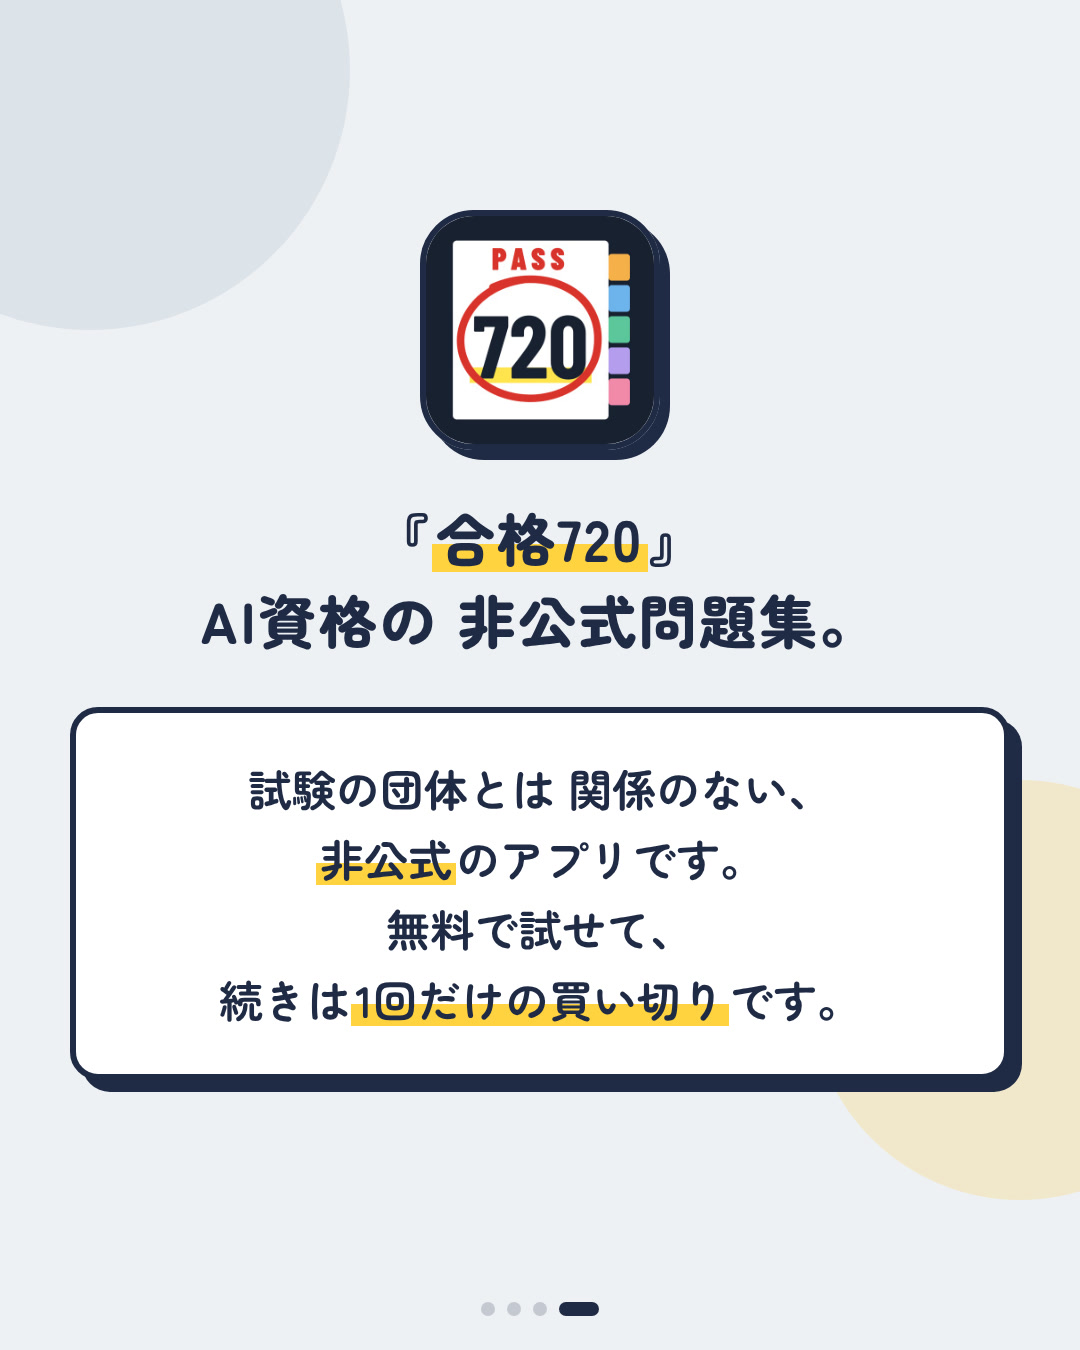 PASS
720
『合格720』
AI資格の 非公式問題集。
試験の団体とは 関係のない、
非公式のアプリです。
無料で試せて、
続きは1回だけの買い切りです。